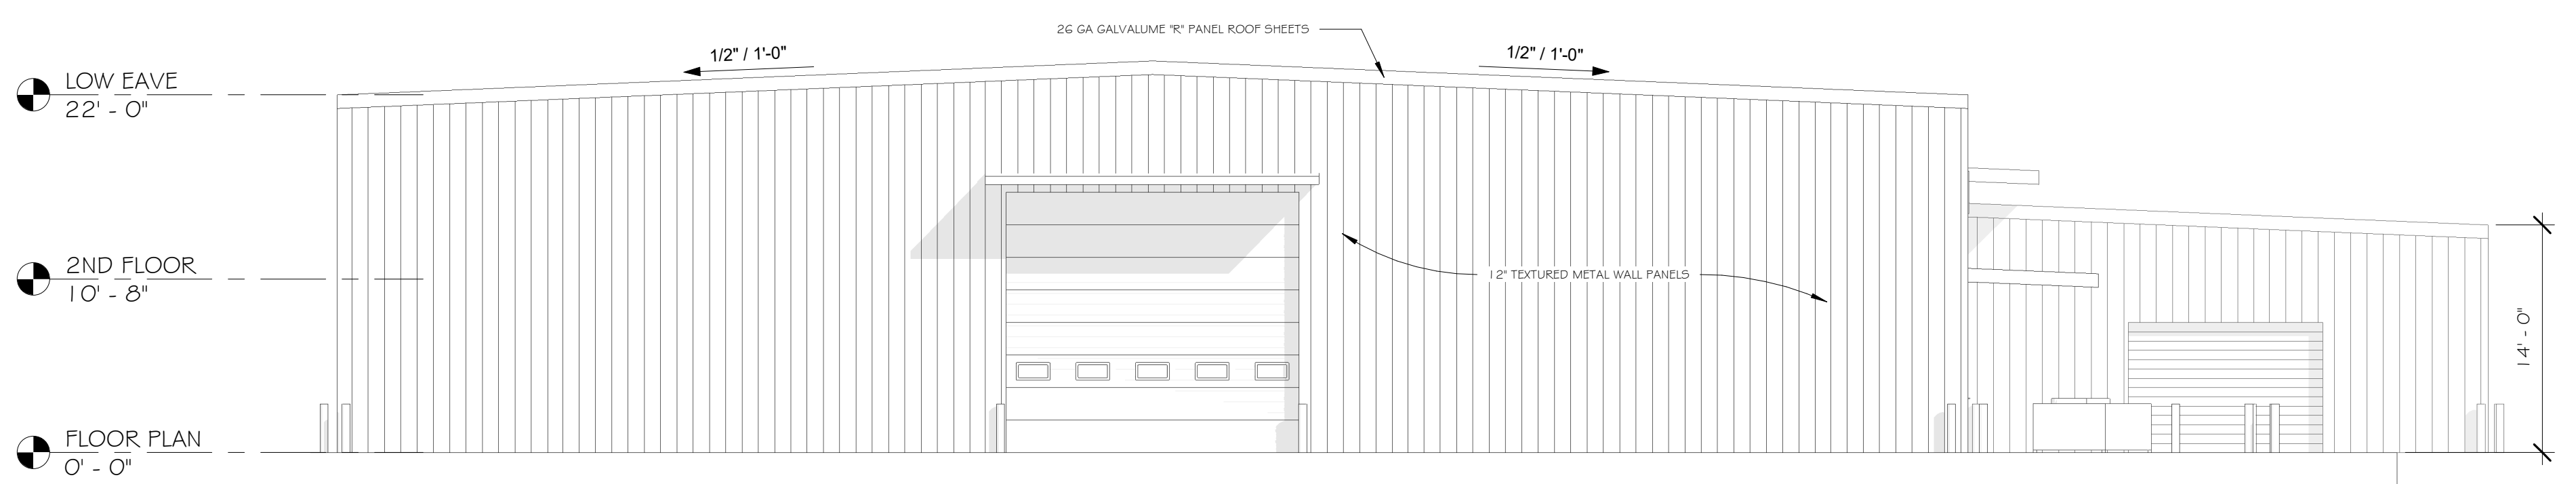 26 GA GALVALUME "R" PANEL ROOF SHEETS
1/2" / 1'-0"
1/2" / 1'-0"
LOW EAVE
22' - 0"
2ND FLOOR
10' - 8"
12" TEXTURED METAL WALL PANELS
14' - 0"
FLOOR PLAN
0' - 0"